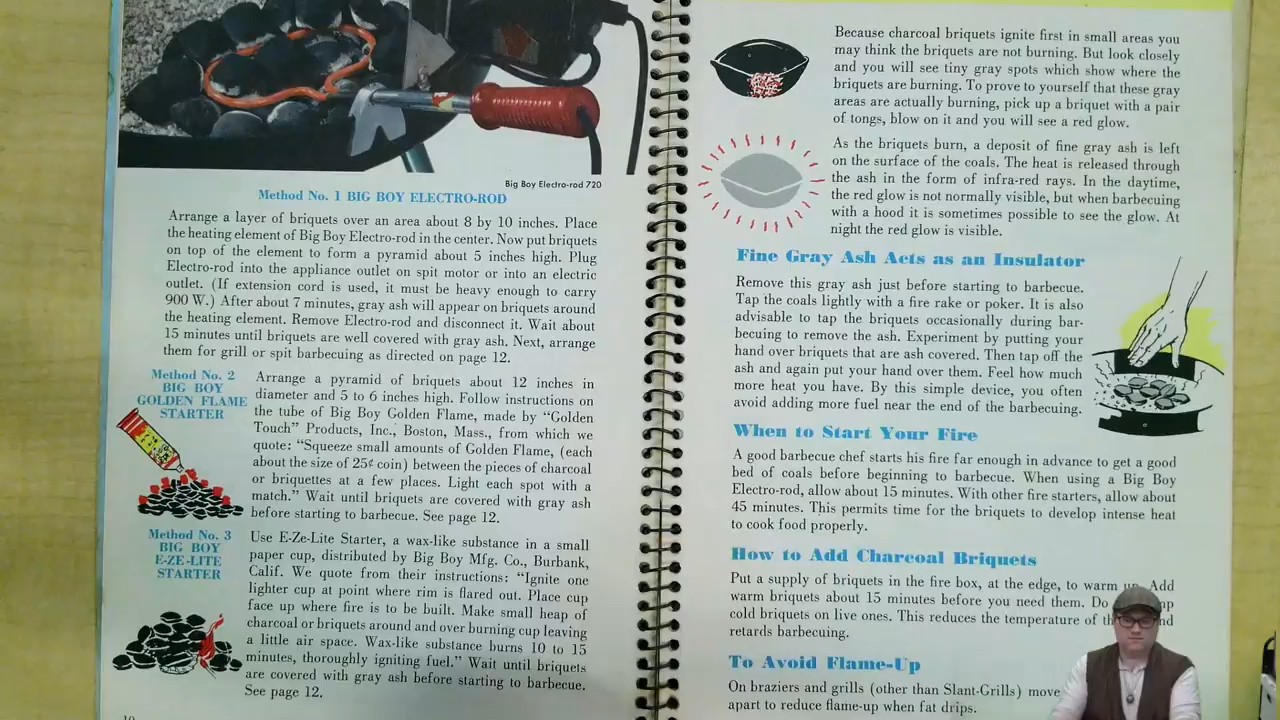 Big Boy Electro-rod 720
Method No. 1 BIG BOY ELECTRO-ROD
Arrange a layer of briquets over an area about 8 by 10 inches. Place
the heating element of Big Boy Electro-rod in the center. Now put briquets
on top of the element to form a pyramid about 5 inches high. Plug
Electro-rod into the appliance outlet on spit motor or into an electric
outlet. (If extension cord is used, it must be heavy enough to carry
900 W.) After about 7 minutes, gray ash will appear on briquets around
the heating element. Remove Electro-rod and disconnect it. Wait about
15 minutes until briquets are well covered with gray ash. Next, arrange
them for grill or spit barbecuing as directed on page 12.
Method No. 2
BIG BOY
GOLDEN FLAME
STARTER
Arrange a pyramid of briquets about 12 inches in
diameter and 5 to 6 inches high. Follow instructions on
the tube of Big Boy Golden Flame, made by “Golden
Touch” Products, Inc., Boston, Mass., from which we
quote: “Squeeze small amounts of Golden Flame, (each
about the size of 25¢ coin) between the pieces of charcoal
or briquettes at a few places. Light each spot with a
match.” Wait until briquets are covered with gray ash
before starting to barbecue. See page 12.
Method No. 3
BIG BOY
E-ZE-LITE
STARTER
Use E-Ze-Lite Starter, a wax-like substance in a small
paper cup, distributed by Big Boy Mfg. Co., Burbank,
Calif. We quote from their instructions: “Ignite one
lighter cup at point where rim is flared out. Place cup
face up where fire is to be built. Make small heap of
charcoal or briquets around and over burning cup leaving
a little air space. Wax-like substance burns 10 to 15
minutes, thoroughly igniting fuel.” Wait until briquets
are covered with gray ash before starting to barbecue.
See page 12.
10
Because charcoal briquets ignite first in small areas you
may think the briquets are not burning. But look closely
and you will see tiny gray spots which show where the
briquets are burning. To prove to yourself that these gray
areas are actually burning, pick up a briquet with a pair
of tongs, blow on it and you will see a red glow.
As the briquets burn, a deposit of fine gray ash is left
on the surface of the coals. The heat is released through
the ash in the form of infra-red rays. In the daytime,
the red glow is not normally visible, but when barbecuing
with a hood it is sometimes possible to see the glow. At
night the red glow is visible.
Fine Gray Ash Acts as an Insulator
Remove this gray ash just before starting to barbecue.
Tap the coals lightly with a fire rake or poker. It is also
advisable to tap the briquets occasionally during bar-
becuing to remove the ash. Experiment by putting your
hand over briquets that are ash covered. Then tap off the
ash and again put your hand over them. Feel how much
more heat you have. By this simple device, you often
avoid adding more fuel near the end of the barbecuing.
When to Start Your Fire
A good barbecue chef starts his fire far enough in advance to get a good
bed of coals before beginning to barbecue. When using a Big Boy
Electro-rod, allow about 15 minutes. With other fire starters, allow about
45 minutes. This permits time for the briquets to develop intense heat
to cook food properly.
How to Add Charcoal Briquets
Put a supply of briquets in the fire box, at the edge, to warm up. Add
warm briquets about 15 minutes before you need them. Do
cold briquets on live ones. This reduces the temperature of and
retards barbecuing.
To Avoid Flame-Up
On braziers and grills (other than Slant-Grills) move
apart to reduce flame-up when fat drips.